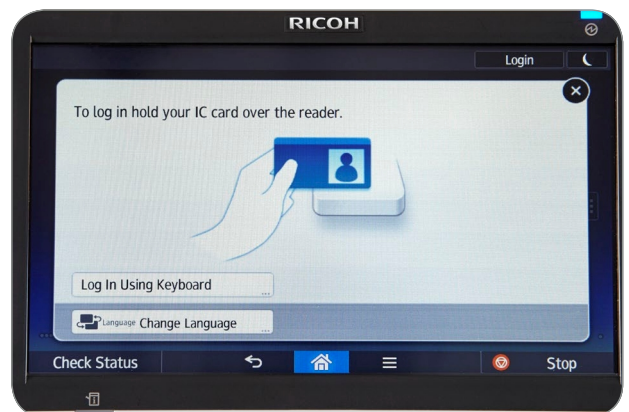 RICOH
Login
To log in hold your IC card over the reader.
Log In Using Keyboard
Language Change Language
Check Status
Stop